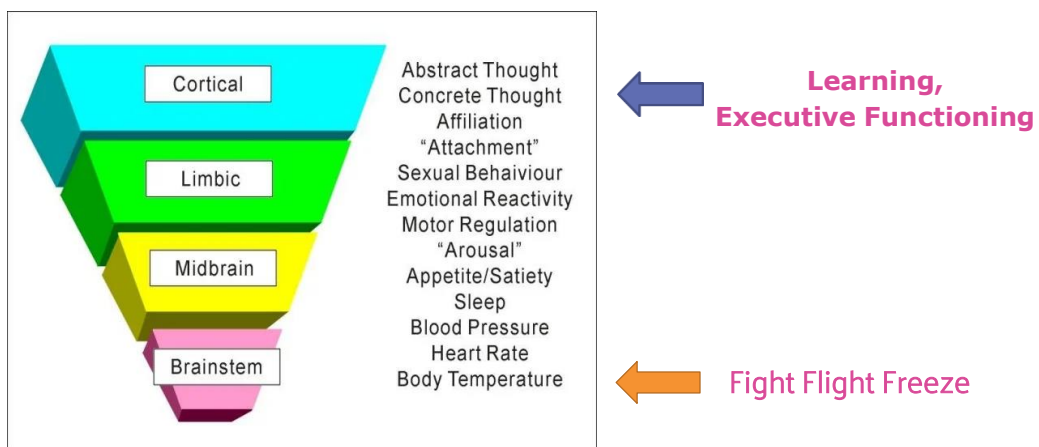 Cortical
Limbic
Midbrain
Brainstem
Abstract Thought
Concrete Thought
Affiliation
“Attachment”
Sexual Behaiviour
Emotional Reactivity
Motor Regulation
“Arousal”
Appetite/Satiety
Sleep
Blood Pressure
Heart Rate
Body Temperature
Learning,
Executive Functioning
Fight Flight Freeze